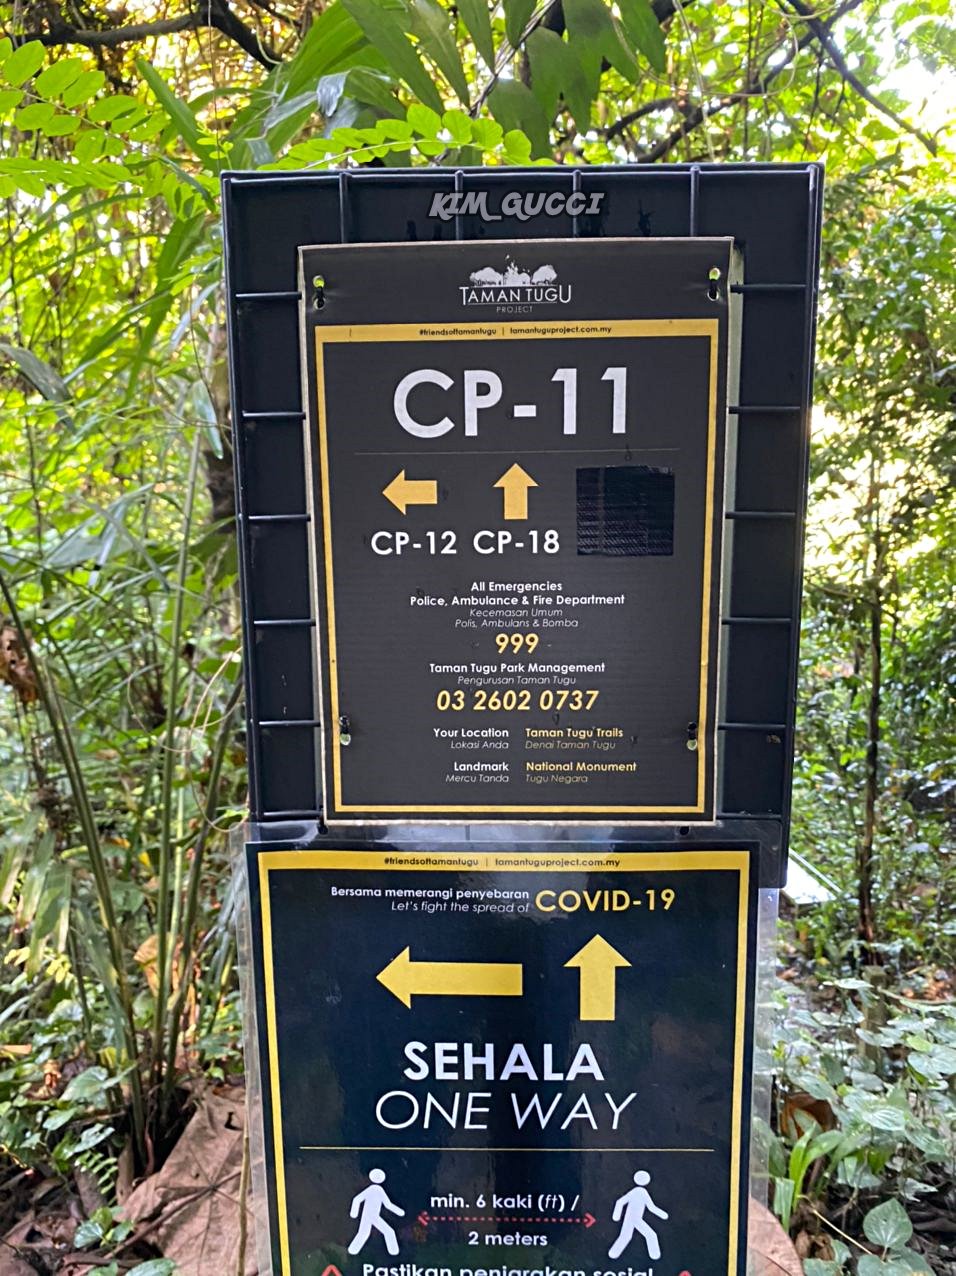 KIM_GUCCI
TAMAN TUGU
PROJECT
#friendsoftamantugu | tamantuguproject.com.my
CP-11
CP-12 CP-18
All Emergencies
Police, Ambulance & Fire Department
Kecemasan Umum
Polis, Ambulans & Bomba
999
Taman Tugu Park Management
Pengurusan Taman Tugu
03 2602 0737
Your Location Taman Tugu Trails
Lokasi Anda Denai Taman Tugu
Landmark National Monument
Mercu Tanda Tugu Negara
#friendsoftamantugu | tamantuguproject.com.my
Bersama memerangi penyebaran COVID-19
Let's fight the spread of
SEHALA
ONE WAY
min. 6 kaki (ft) /
2 meters
Pastikan penjarakan sosial